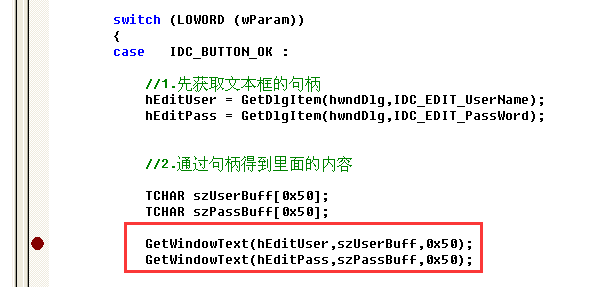 switch (LOWORD (wParam))
{
case   IDC_BUTTON_OK :
//1.先获取文本框的句柄
hEditUser = GetDlgItem(hwndDlg,IDC_EDIT_UserName);
hEditPass = GetDlgItem(hwndDlg,IDC_EDIT_PassWord);
//2.通过句柄得到里面的内容
TCHAR szUserBuff[0x50];
TCHAR szPassBuff[0x50];
GetWindowText(hEditUser,szUserBuff,0x50);
GetWindowText(hEditPass,szPassBuff,0x50);